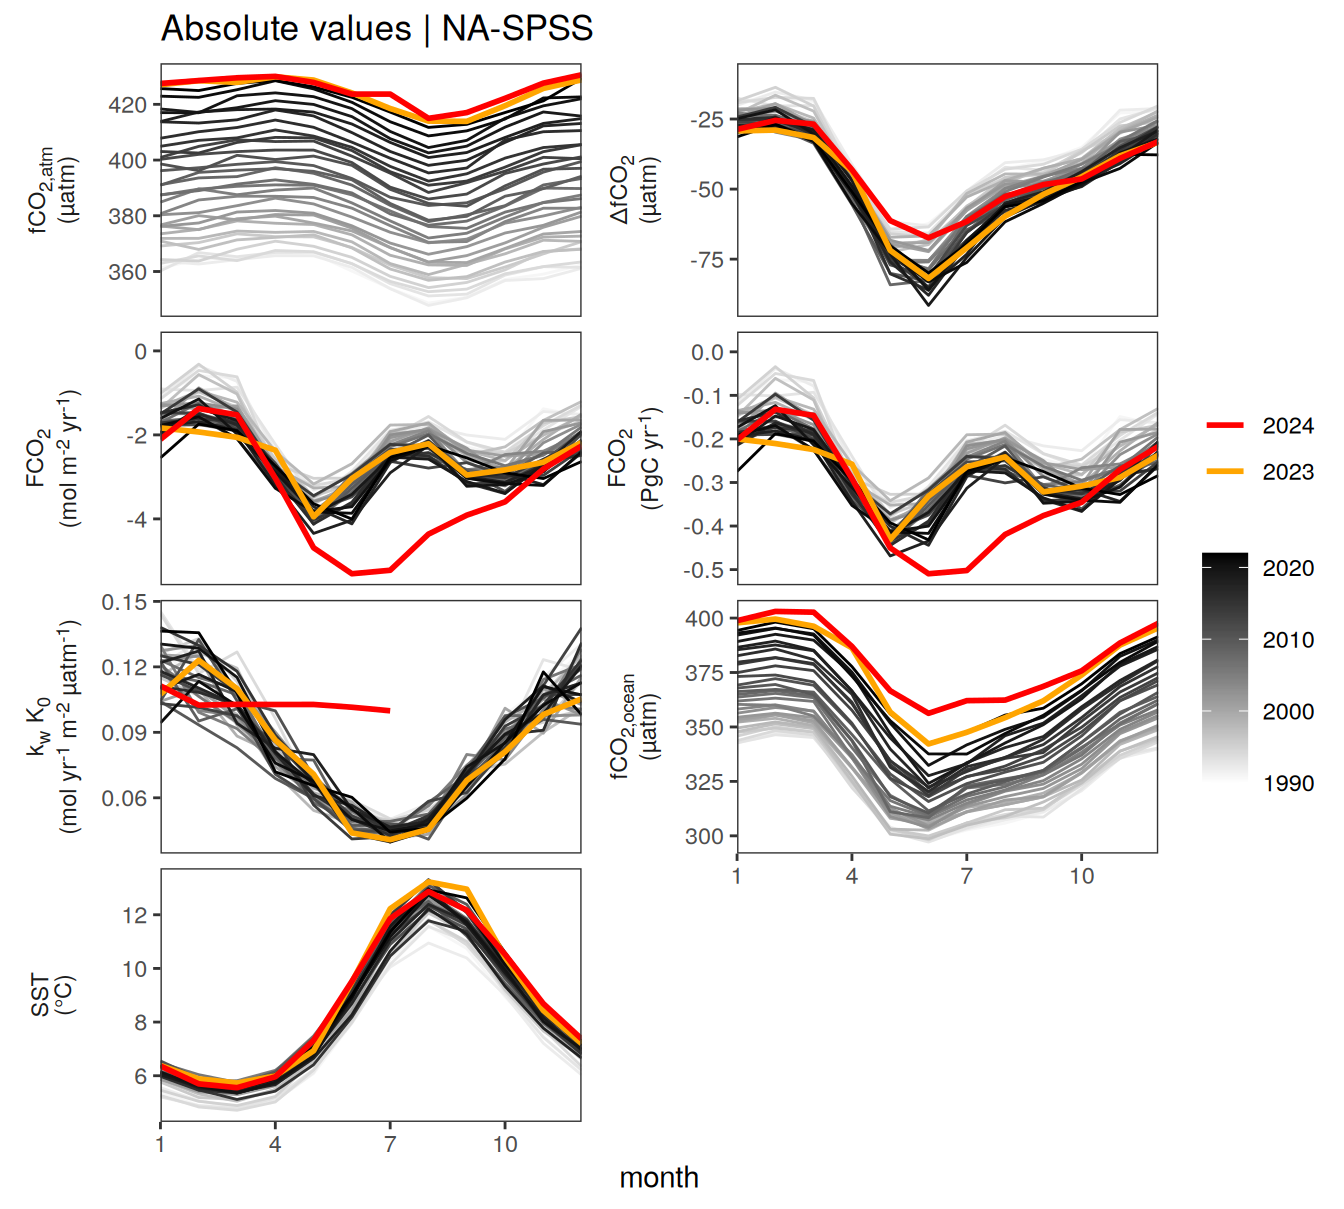 Absolute values | NA-SPSS
fCO2,atm
(µatm)
420
400
380
360
ΔfCO2
(µatm)
-25
-50
-75
FCO2
(mol m-2 yr-1)
0
-2
-4
FCO2
(PgC yr-1)
0.0
-0.1
-0.2
-0.3
-0.4
-0.5
kw K0
(mol yr-1 m-2 µatm-1)
0.15
0.12
0.09
0.06
fCO2,ocean
(µatm)
400
375
350
325
300
1 4 7 10
SST
(°C)
12
10
8
6
1 4 7 10
month
2024
2023
2020
2010
2000
1990